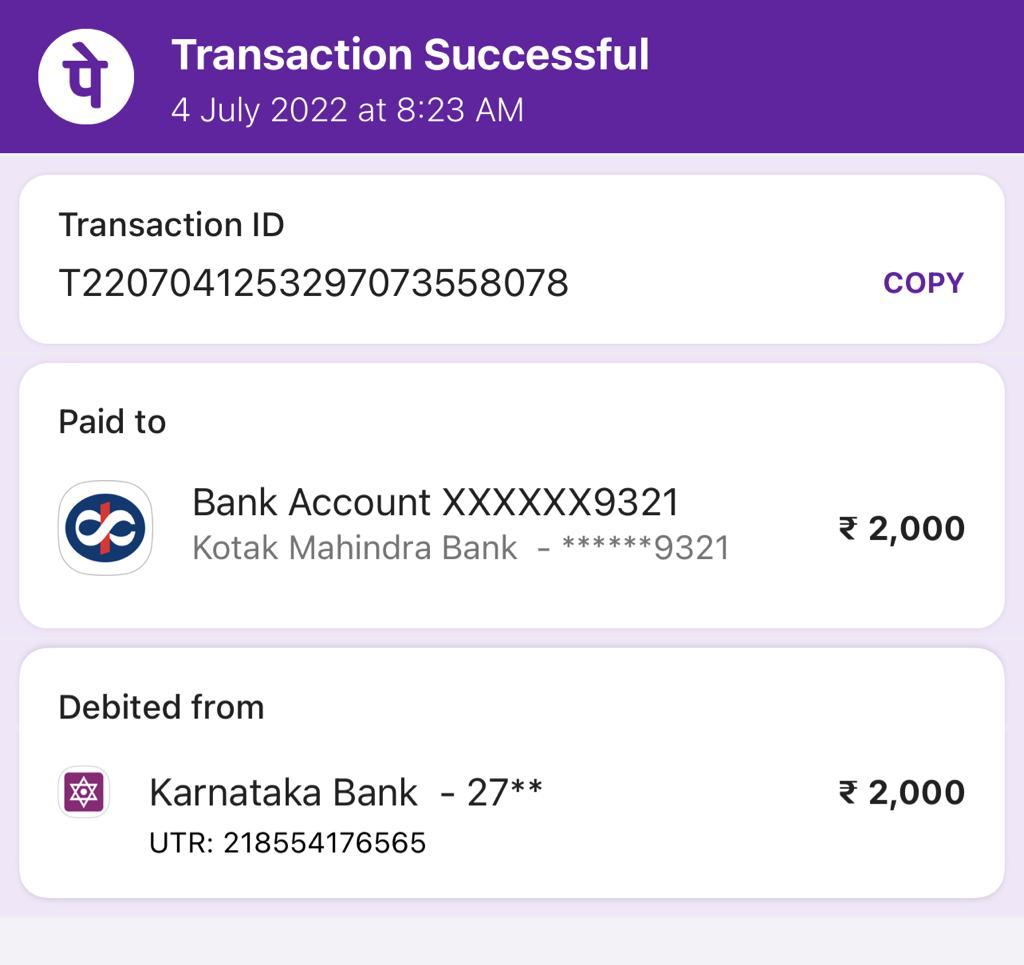 पे
Transaction Successful
4 July 2022 at 8:23 AM
Transaction ID
T2207041253297073558078
COPY
Paid to
Bank Account XXXXXX9321
Kotak Mahindra Bank - ******9321
₹ 2,000
Debited from
Karnataka Bank - 27**
₹ 2,000
UTR: 218554176565